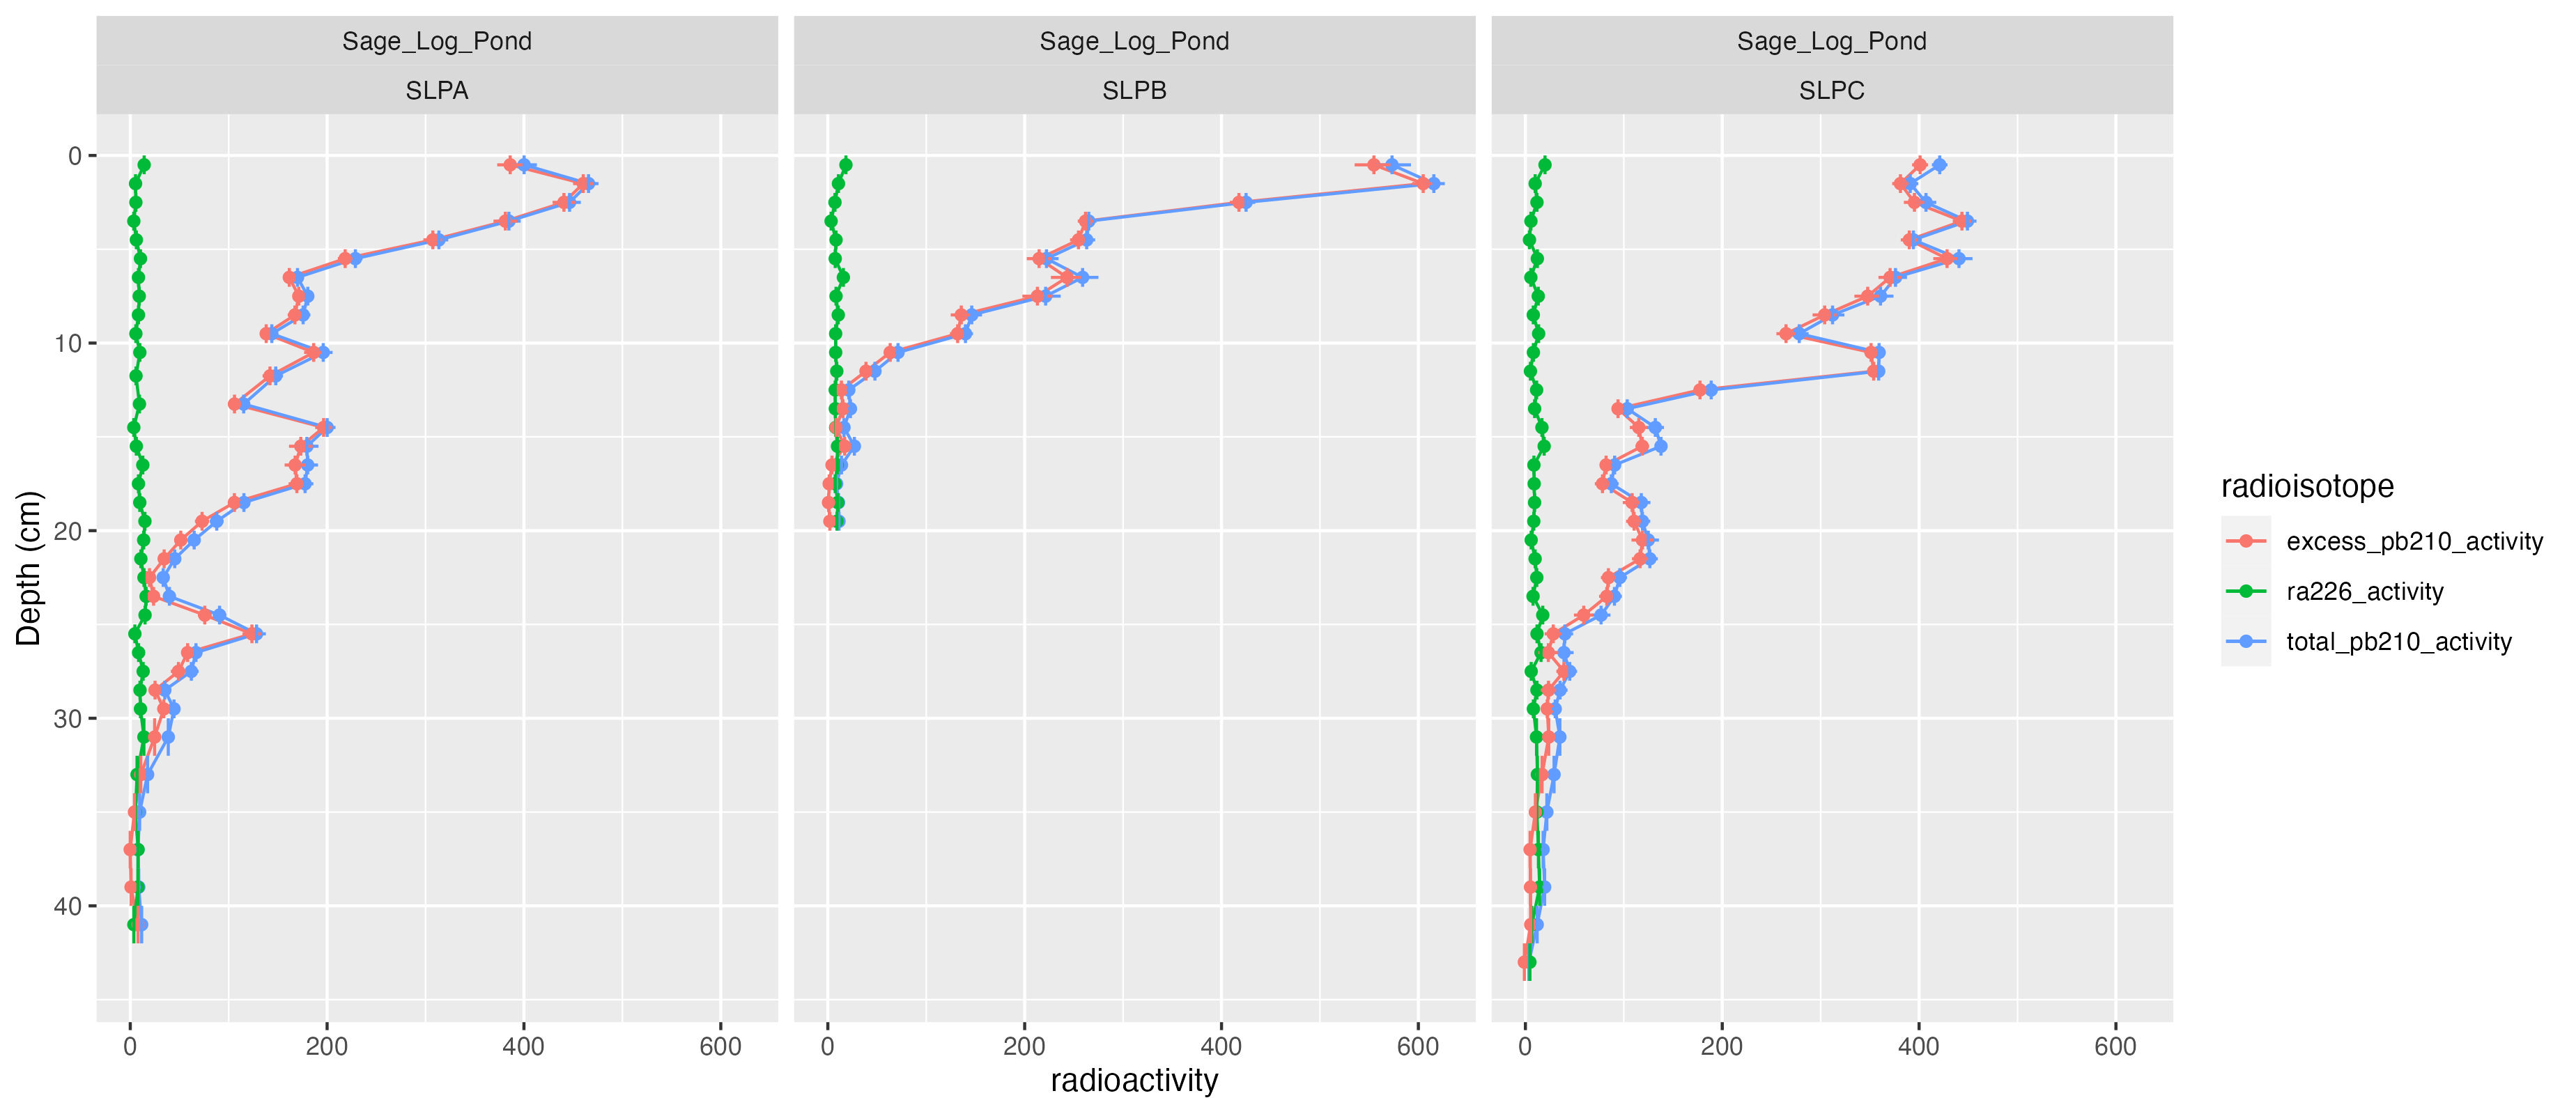 Sage_Log_Pond
Sage_Log_Pond
Sage_Log_Pond
SLPA
SLPB
SLPC
Depth (cm)
0
10
20
30
40
0
200
400
600
0
200
400
600
0
200
400
600
radioactivity
radioisotope
excess_pb210_activity
ra226_activity
total_pb210_activity